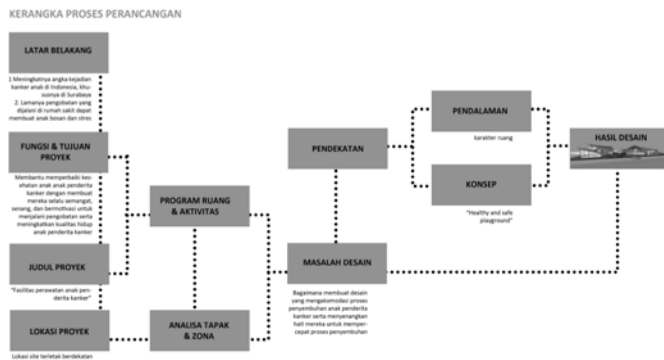 KERANGKA PROSES PERANCANGAN
LATAR BELAKANG
1 Meningkatnya angka kejadian
kanker anak di Indonesia, khu-
susnya di Surabaya
2. Lamanya pengobatan yang
dijalani di rumah sakit dapat
membuat anak bosan dan stres
FUNGSI & TUJUAN
PROYEK
Membantu memperbaiki kes-
ehatan anak anak penderita
kanker dengan membuat
mereka selalu semangat,
senang, dan bermotivasi untuk
menjalani pengobatan serta
meningkatkan kualitas hidup
anak penderita kanker
JUDUL PROYEK
"Fasilitas perawatan anak pen-
derita kanker"
LOKASI PROYEK
Lokasi site terletak berdekatan
PROGRAM RUANG
& AKTIVITAS
ANALISA TAPAK
& ZONA
PENDEKATAN
MASALAH DESAIN
Bagaimana membuat desain
yang mengakomodasi proses
penyembuhan anak penderita
kanker serta menyenangkan
hati mereka untuk memper-
cepat proses penyembuhan
PENDALAMAN
karakter ruang
KONSEP
"Healthy and safe
playground"
HASIL DESAIN